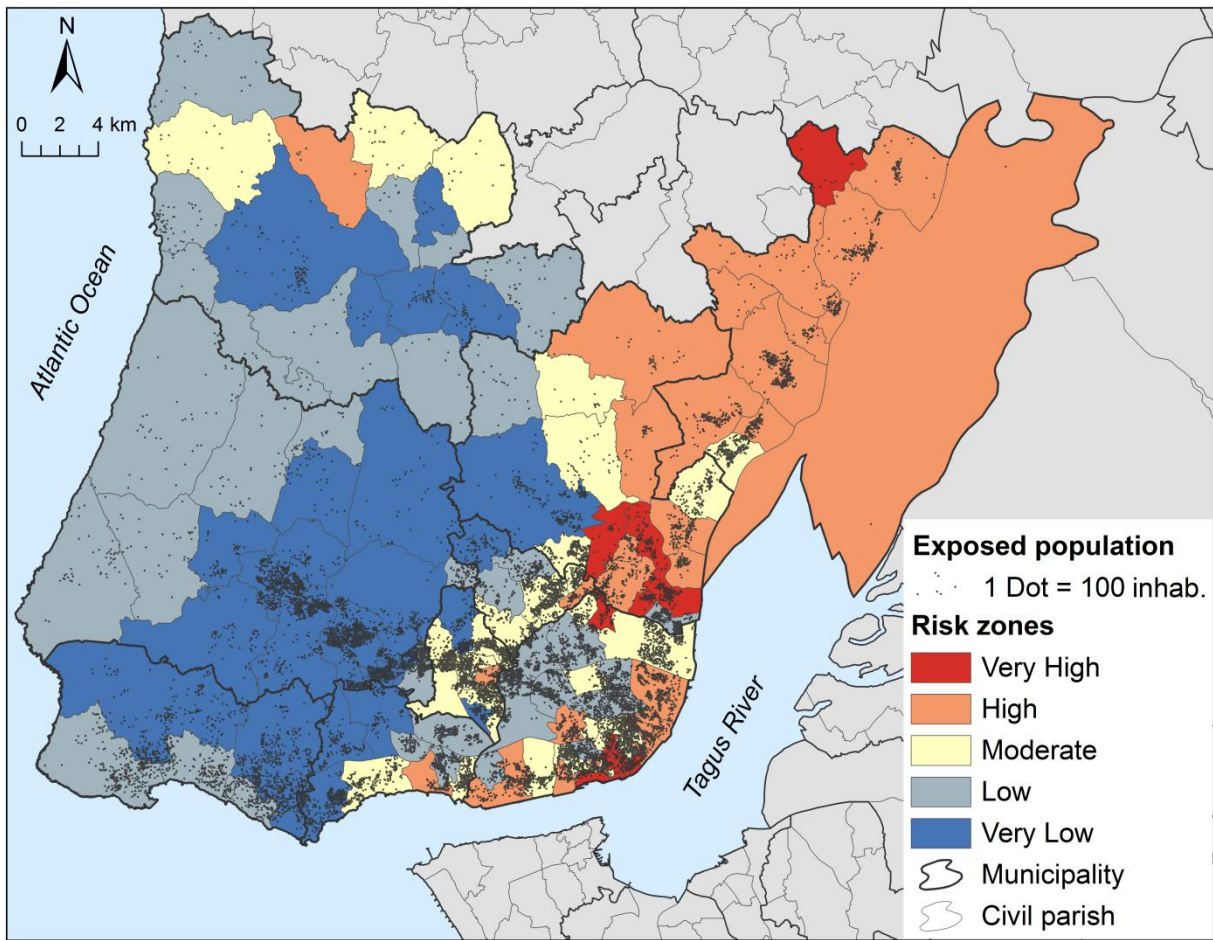 N
0 2 4 km
Atlantic Ocean
Tagus River
Exposed population
1 Dot = 100 inhab.
Risk zones
Very High
High
Moderate
Low
Very Low
Municipality
Civil parish